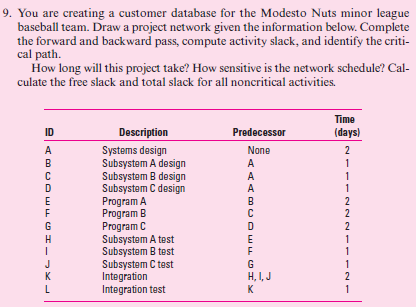 9. You are creating a customer database for the Modesto Nuts minor league
baseball team. Draw a project network given the information below. Complete
the forward and backward pass, compute activity slack, and identify the criti-
cal path.
How long will this project take? How sensitive is the network schedule? Cal-
culate the free slack and total slack for all noncritical activities.
Time
ID Description Predecessor (days)
A Systems design None 2
B Subsystem A design A 1
C Subsystem B design A 1
D Subsystem C design A 1
E Program A B 2
F Program B C 2
G Program C D 2
H Subsystem A test E 1
I Subsystem B test F 1
J Subsystem C test G 1
K Integration H, I, J 2
L Integration test K 1